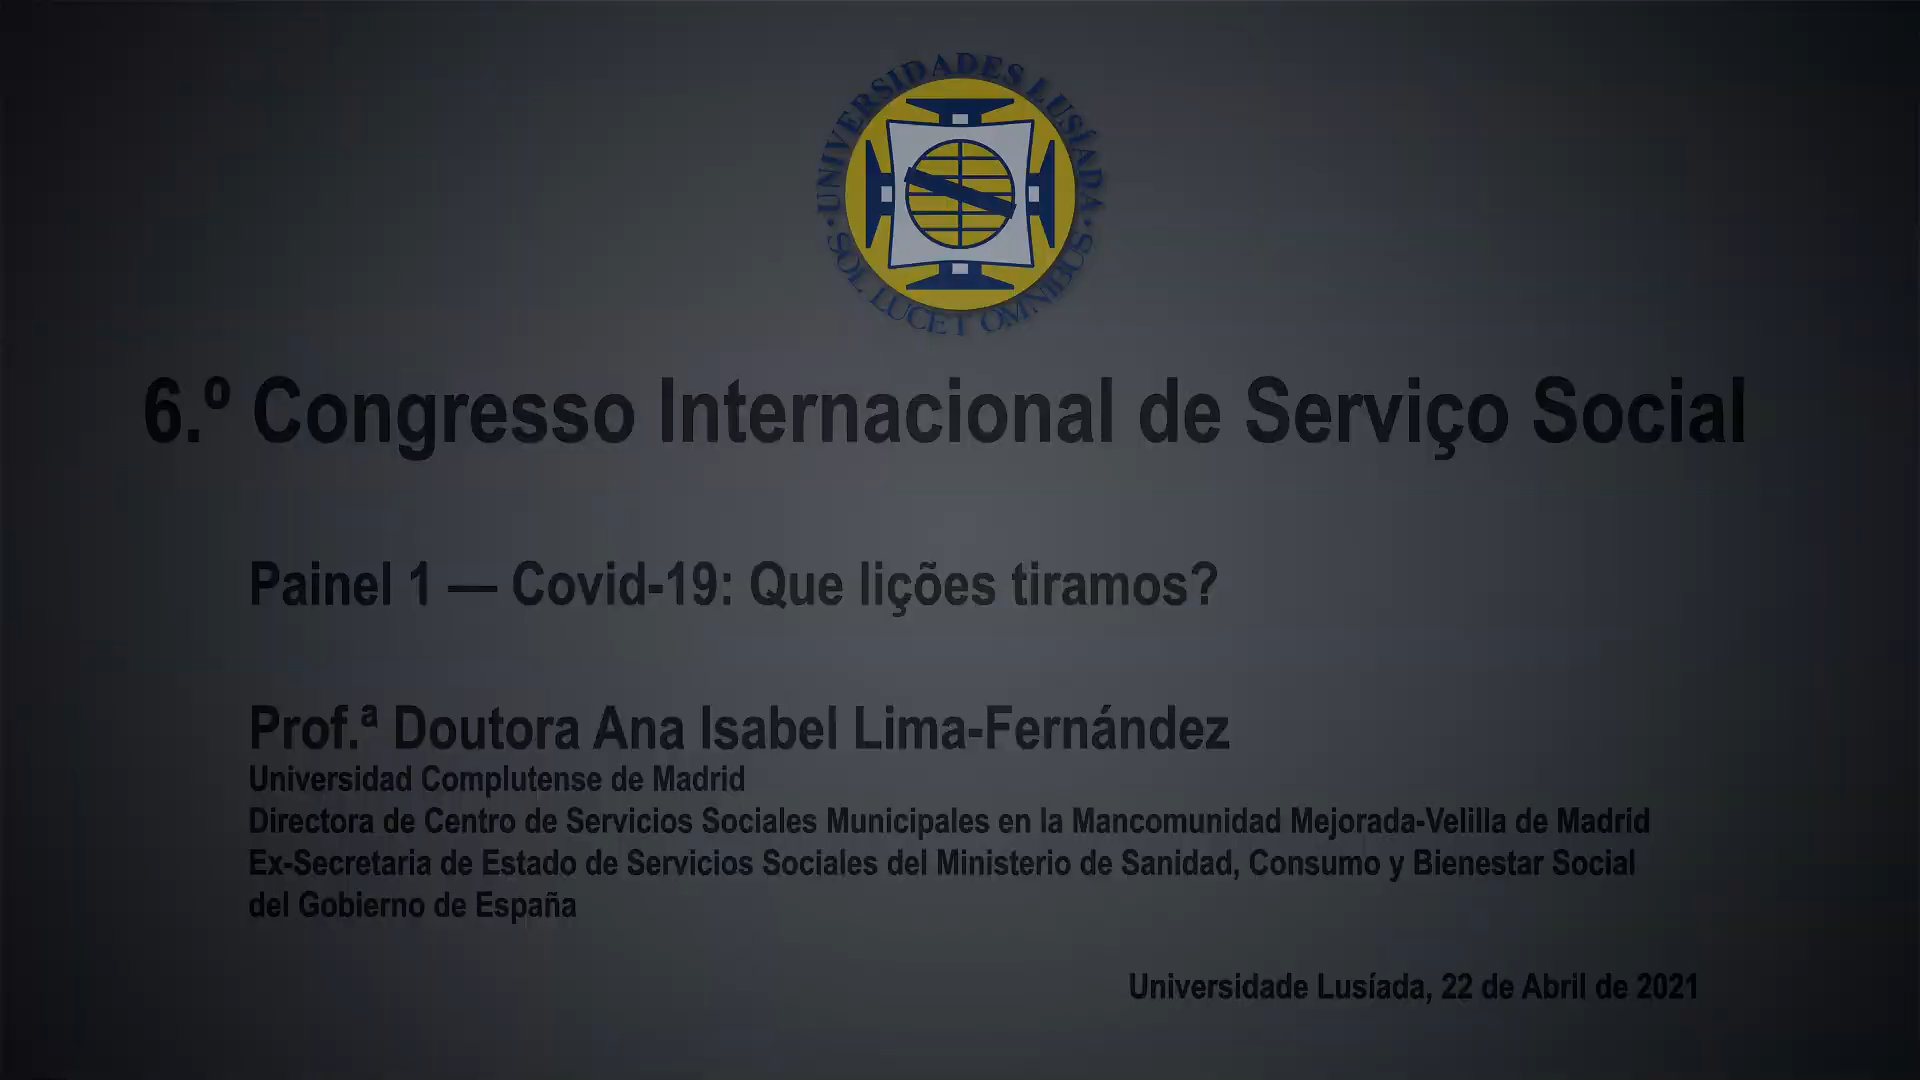 UNIVERSIDADES LUSÍADA
SOL LUCET OMNIBUS
6.º Congresso Internacional de Serviço Social
Painel 1 — Covid-19: Que lições tiramos?
Prof.ª Doutora Ana Isabel Lima-Fernández
Universidad Complutense de Madrid
Directora de Centro de Servicios Sociales Municipales en la Mancomunidad Mejorada-Velilla de Madrid
Ex-Secretaria de Estado de Servicios Sociales del Ministerio de Sanidad, Consumo y Bienestar Social
del Gobierno de España
Universidade Lusíada, 22 de Abril de 2021